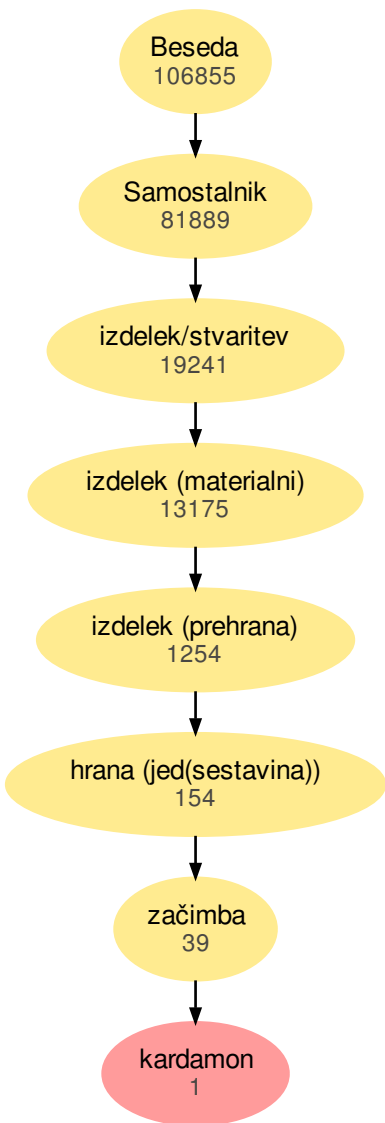 Beseda
106855
Samostalnik
81889
izdelek/stvaritev
19241
izdelek (materialni)
13175
izdelek (prehrana)
1254
hrana (jed(sestavina))
154
začimba
39
kardamon
1